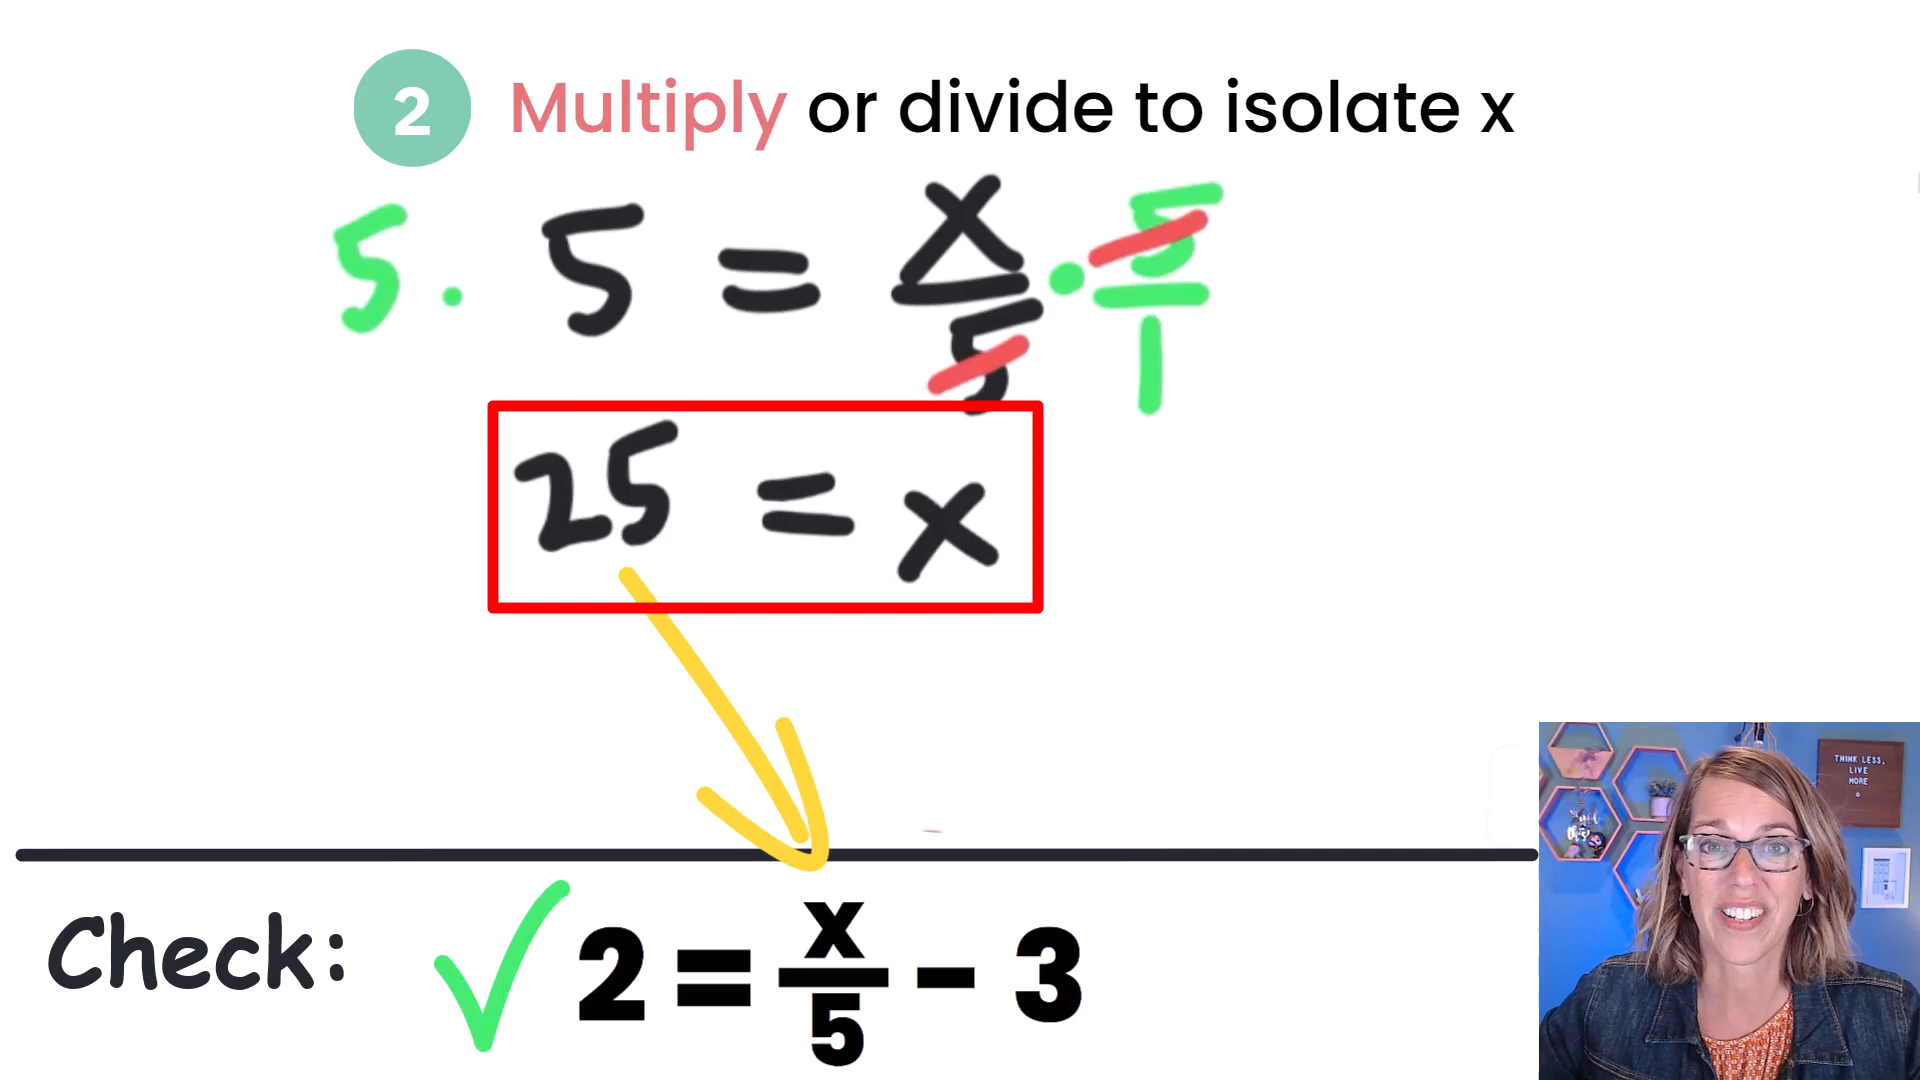 2 Multiply or divide to isolate x
5 · 5 = x/5 · 5/1
25 = x
Check: ✓ 2 = x/5 - 3
THINK LESS,
LIVE
MORE